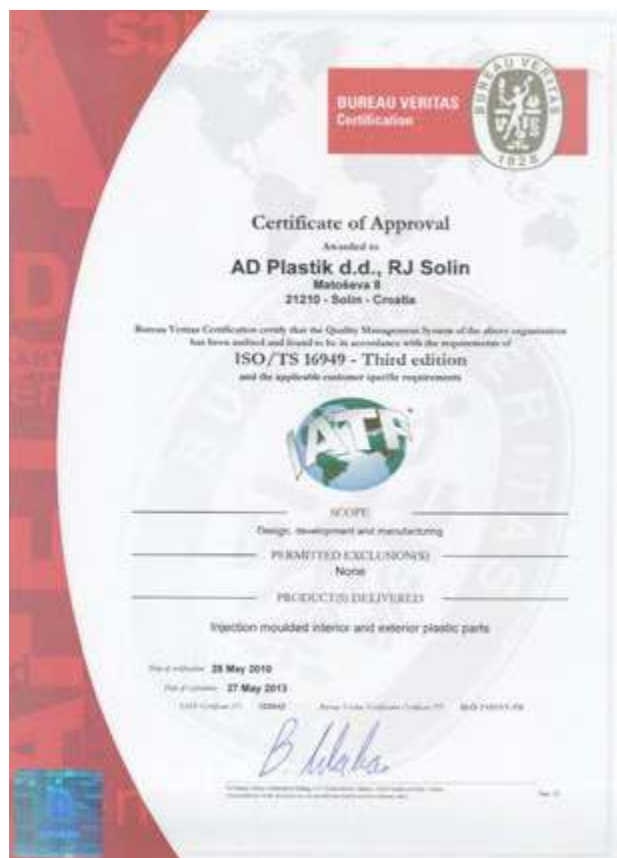 BUREAU VERITAS
Certification
BUREAU VERITAS
1828
Certificate of Approval
Awarded to
AD Plastik d.d., RJ Solin
Matoševa 8
21210 - Solin - Croatia
Bureau Veritas Certification certify that the Quality Management System of the above organisation
has been audited and found to be in accordance with the requirements of
ISO/TS 16949 - Third edition
and the applicable customer specific requirements
IATF
SCOPE
Design, development and manufacturing
PERMITTED EXCLUSION(S)
None
PRODUCT(S) DELIVERED
Injection moulded interior and exterior plastic parts
28 May 2010
27 May 2013